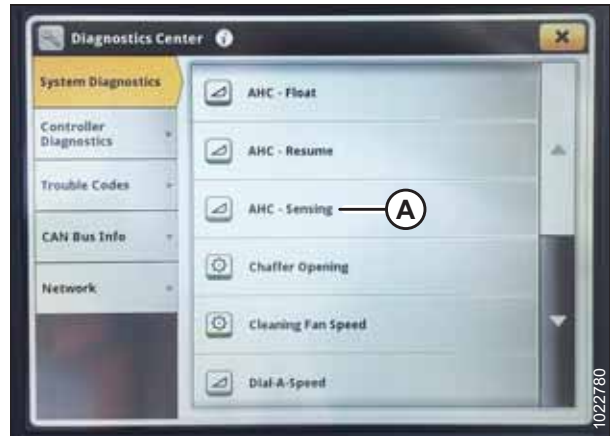 Diagnostics Center
System Diagnostics
Controller
Diagnostics
Trouble Codes
CAN Bus Info
Network
AHC - Float
AHC - Resume
AHC - Sensing
A
Chaffer Opening
Cleaning Fan Speed
Dial-A-Speed
1022780